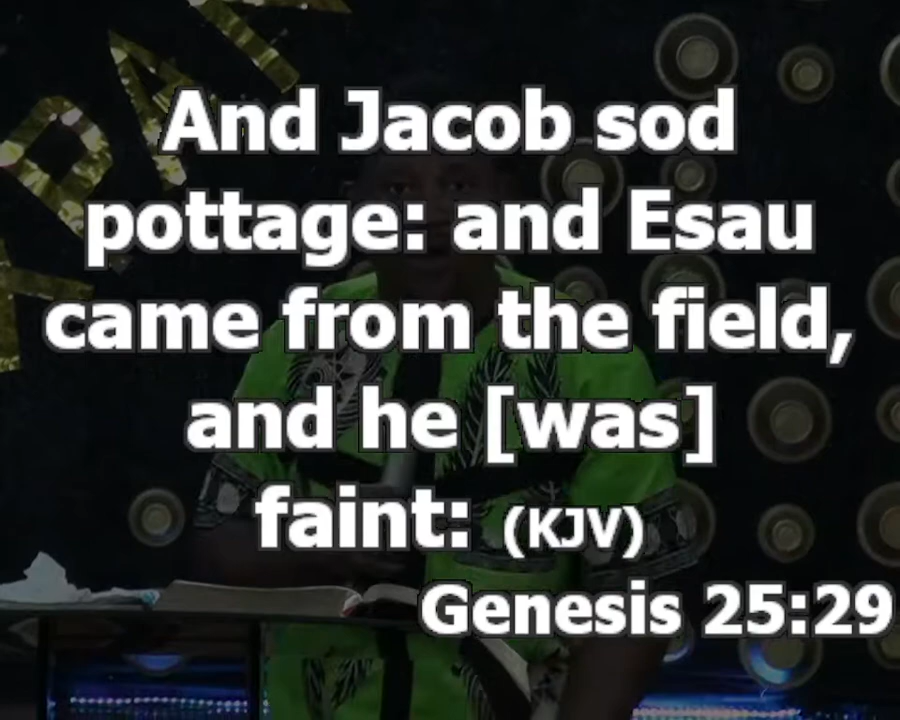 And Jacob sod
pottage: and Esau
came from the field,
and he [was]
faint: (KJV)
Genesis 25:29